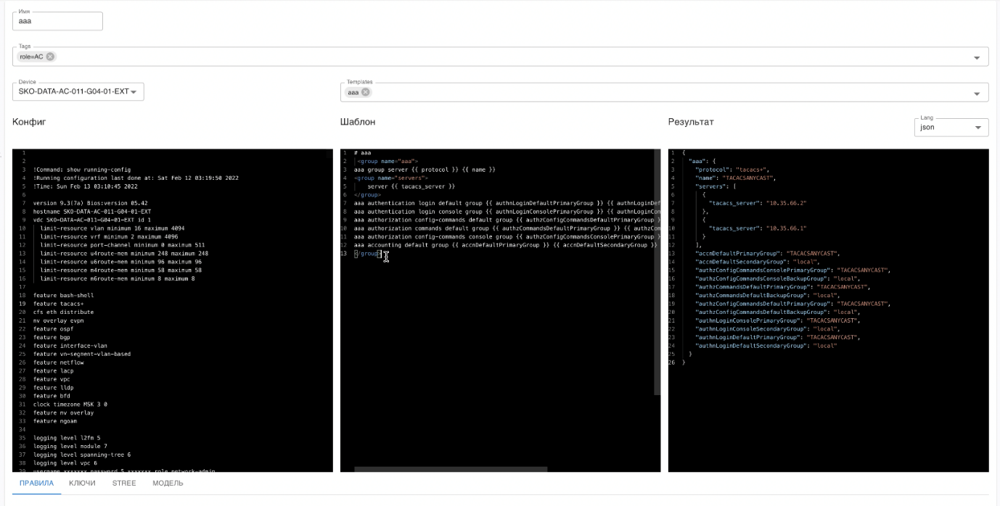 Имя
aaa
Tags
role=AC
Device
SKO-DATA-AC-011-G04-01-EXT
Templates
aaa
Конфиг
Шаблон
Результат
Lang
json
1
2
3 !Command: show running-config
4 !Running configuration last done at: Sat Feb 12 03:19:50 2022
5 !Time: Sun Feb 13 03:10:45 2022
6
7 version 9.3(7a) Bios:version 05.42
8 hostname SKO-DATA-AC-011-G04-01-EXT
9 vdc SKO-DATA-AC-011-G04-01-EXT id 1
10 limit-resource vlan minimum 16 maximum 4094
11 limit-resource vrf minimum 2 maximum 4096
12 limit-resource port-channel minimum 0 maximum 511
13 limit-resource u4route-mem minimum 248 maximum 248
14 limit-resource u6route-mem minimum 96 maximum 96
15 limit-resource m4route-mem minimum 58 maximum 58
16 limit-resource m6route-mem minimum 8 maximum 8
17
18 feature bash-shell
19 feature tacacs+
20 cfs eth distribute
21 nv overlay evpn
22 feature ospf
23 feature bgp
24 feature interface-vlan
25 feature vn-segment-vlan-based
26 feature netflow
27 feature lacp
28 feature vpc
29 feature lldp
30 feature bfd
31 clock timezone MSK 3 0
32 feature nv overlay
33 feature ngoam
34
35 logging level l2fm 5
36 logging level module 7
37 logging level spanning-tree 6
38 logging level vpc 6
39 username xxxxxxx password 5 xxxxxxx role network-admin
1 # aaa
2 <group name="aaa">
3 aaa group server {{ protocol }} {{ name }}
4 <group name="servers">
5 server {{ tacacs_server }}
6 </group>
7 aaa authentication login default group {{ authnLoginDefaultPrimaryGroup }} {{ authnLoginDef
8 aaa authentication login console group {{ authnLoginConsolePrimaryGroup }} {{ authnLoginCon
9 aaa authorization config-commands default group {{ authzConfigCommandsDefaultPrimaryGroup }
10 aaa authorization commands default group {{ authzCommandsDefaultPrimaryGroup }} {{ authzCom
11 aaa authorization config-commands console group {{ authzConfigCommandsConsolePrimaryGroup }
12 aaa accounting default group {{ accnDefaultPrimaryGroup }} {{ accnDefaultSecondaryGroup }}
13 </group>
1 {
2 "aaa": {
3 "protocol": "tacacs+",
4 "name": "TACACSANYCAST",
5 "servers": [
6 {
7 "tacacs_server": "10.35.66.2"
8 },
9 {
10 "tacacs_server": "10.35.66.1"
11 }
12 ],
13 "accnDefaultPrimaryGroup": "TACACSANYCAST",
14 "accnDefaultSecondaryGroup": "local",
15 "authzConfigCommandsConsolePrimaryGroup": "TACACSANYCAST",
16 "authzConfigCommandsConsoleBackupGroup": "local",
17 "authzCommandsDefaultPrimaryGroup": "TACACSANYCAST",
18 "authzCommandsDefaultBackupGroup": "local",
19 "authzConfigCommandsDefaultPrimaryGroup": "TACACSANYCAST",
20 "authzConfigCommandsDefaultBackupGroup": "local",
21 "authnLoginConsolePrimaryGroup": "TACACSANYCAST",
22 "authnLoginConsoleSecondaryGroup": "local",
23 "authnLoginDefaultPrimaryGroup": "TACACSANYCAST",
24 "authnLoginDefaultSecondaryGroup": "local"
25 }
26 }
ПРАВИЛА
КЛЮЧИ
STREE
МОДЕЛЬ